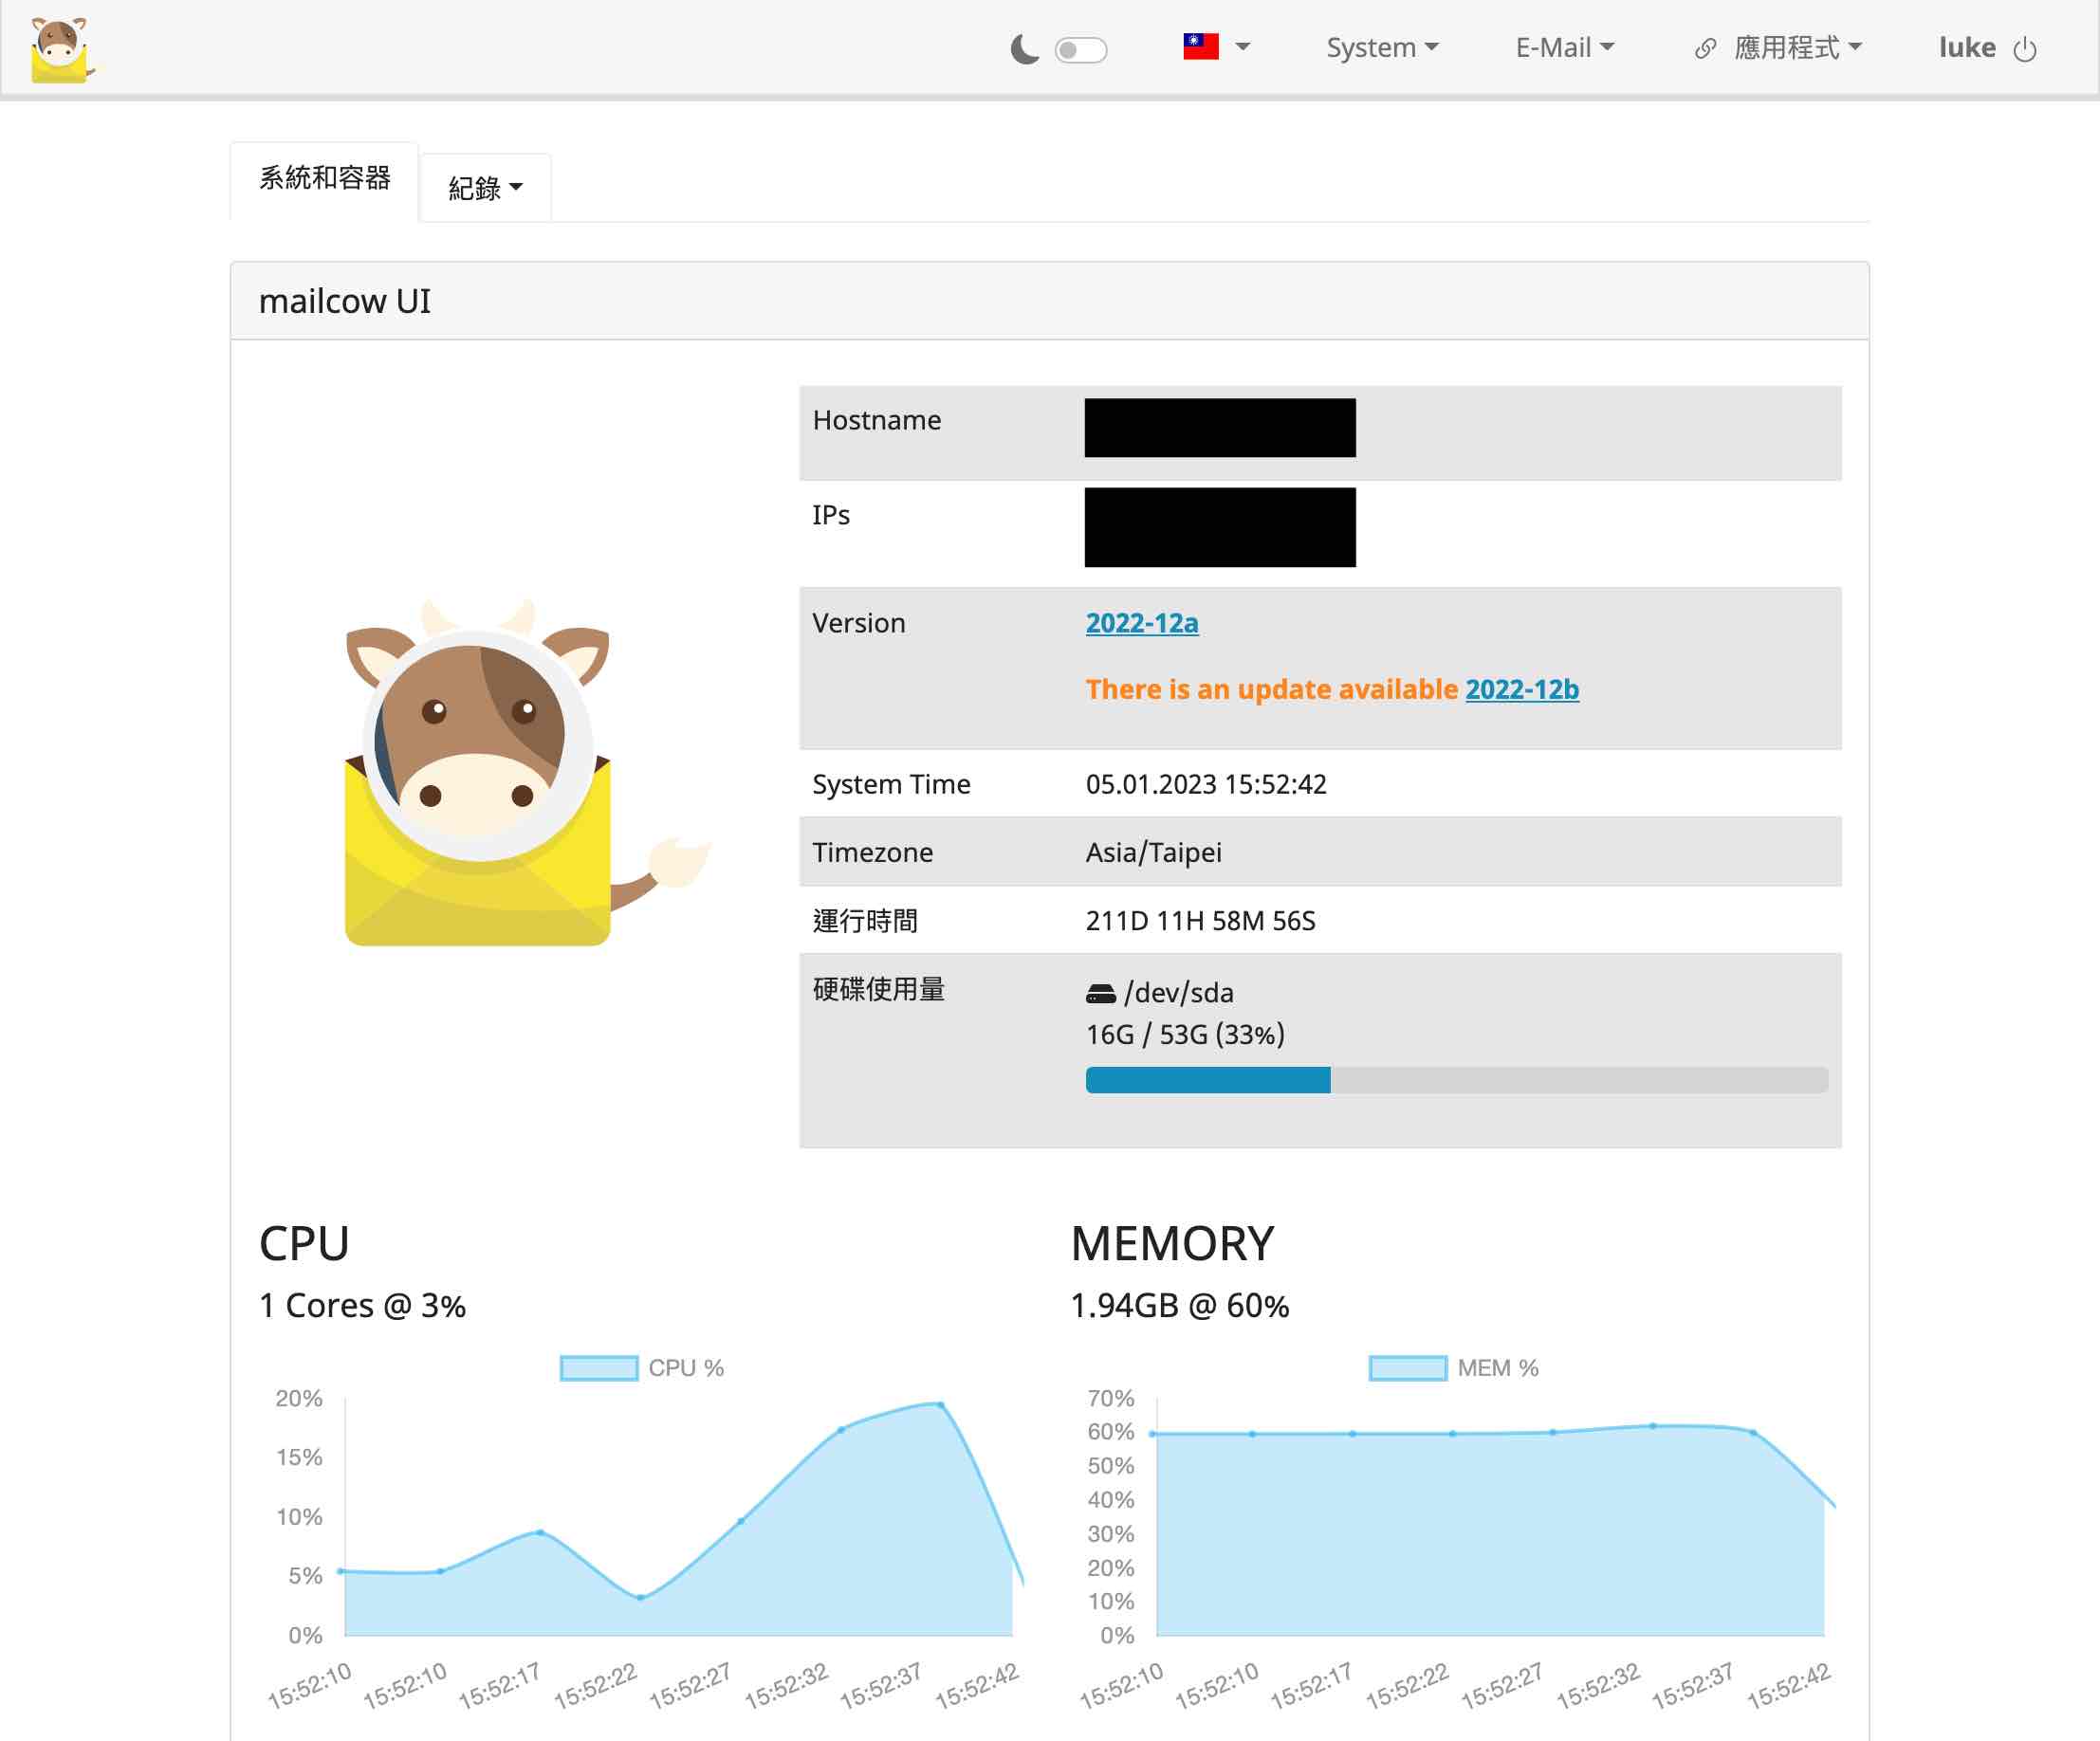 System E-Mail 應用程式 luke
系統和容器 紀錄
mailcow UI
Hostname
IPs
Version 2022-12a
There is an update available 2022-12b
System Time 05.01.2023 15:52:42
Timezone Asia/Taipei
運行時間 211D 11H 58M 56S
硬碟使用量 /dev/sda
16G / 53G (33%)
CPU
1 Cores @ 3%
CPU %
20%
15%
10%
5%
0%
15:52:10 15:52:10 15:52:17 15:52:22 15:52:27 15:52:32 15:52:37 15:52:42
MEMORY
1.94GB @ 60%
MEM %
70%
60%
50%
40%
30%
20%
10%
0%
15:52:10 15:52:10 15:52:17 15:52:22 15:52:27 15:52:32 15:52:37 15:52:42